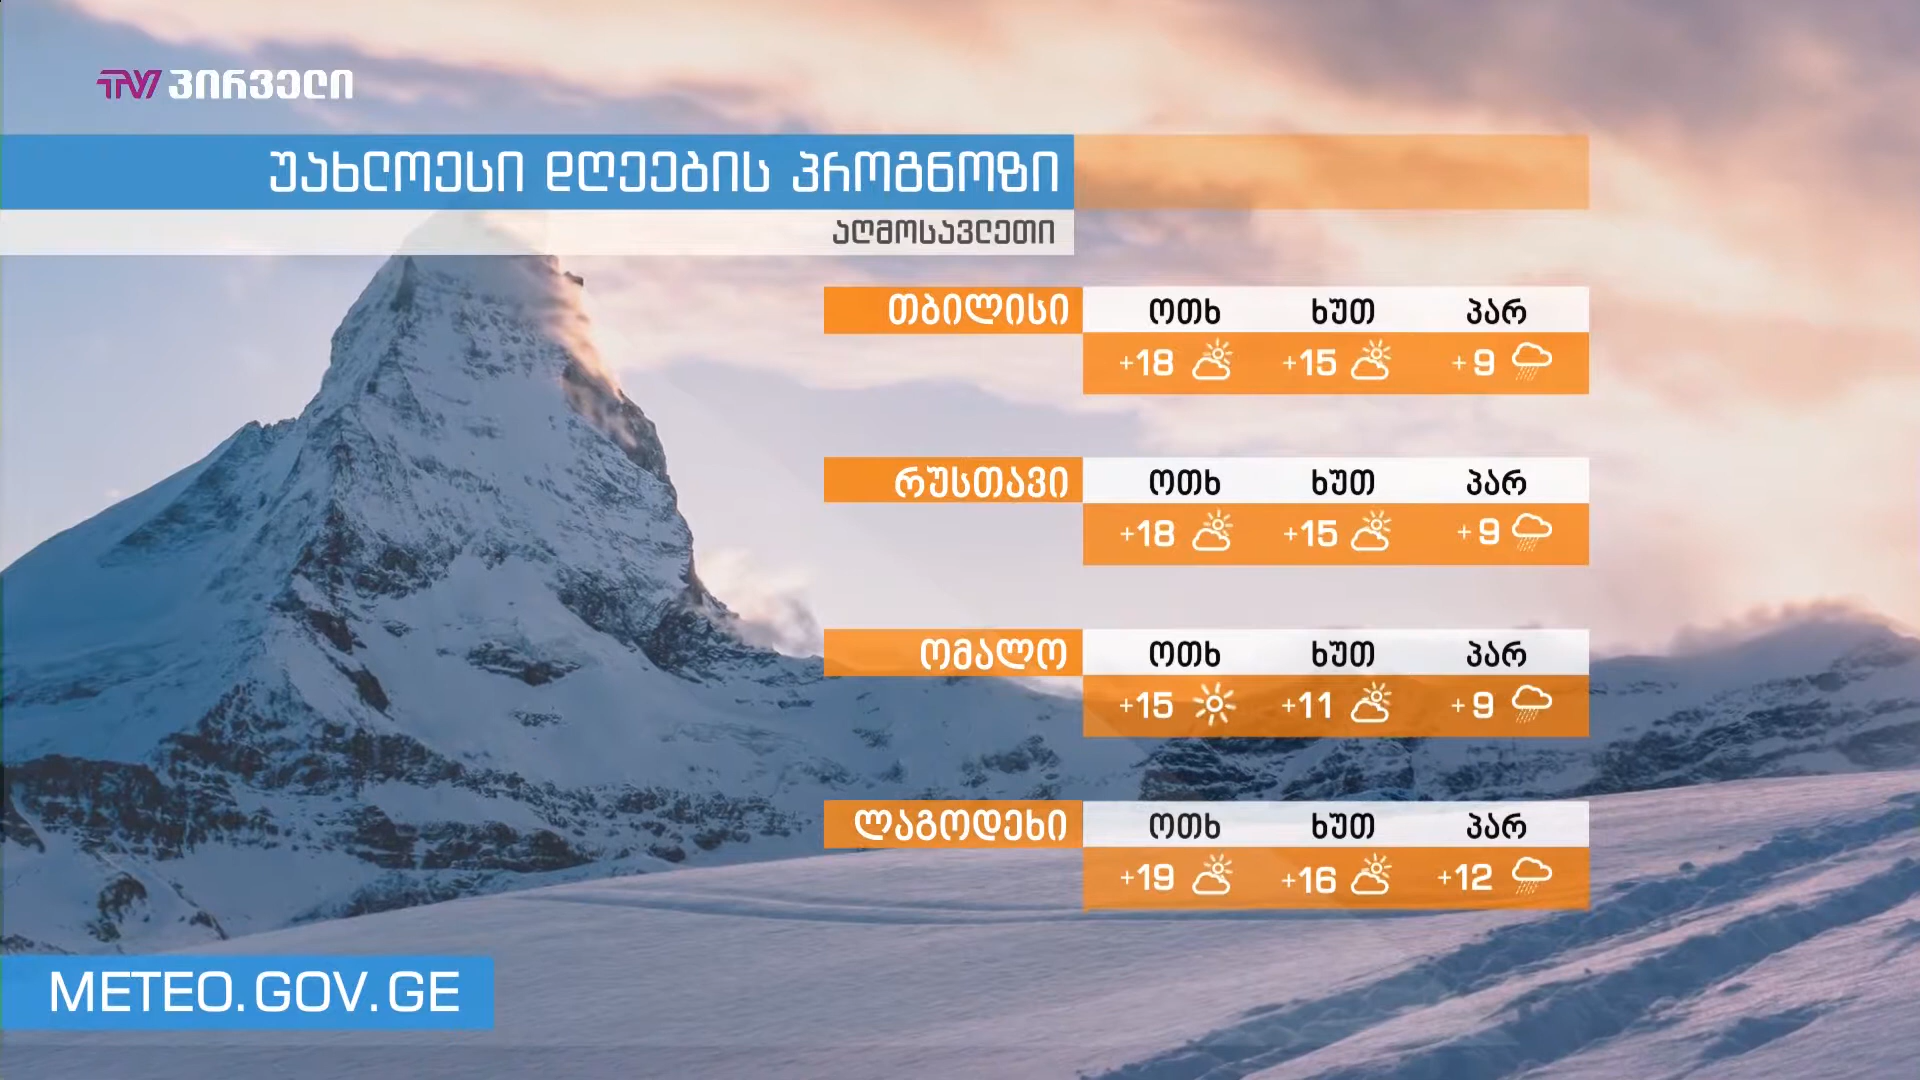 TV პირველი
უახლოესი დღეების პროგნოზი
აღმოსავლეთი
თბილისი ოთხ ხუთ პარ
+18 +15 +9
რუსთავი ოთხ ხუთ პარ
+18 +15 +9
ომალო ოთხ ხუთ პარ
+15 +11 +9
ლაგოდეხი ოთხ ხუთ პარ
+19 +16 +12
METEO.GOV.GE